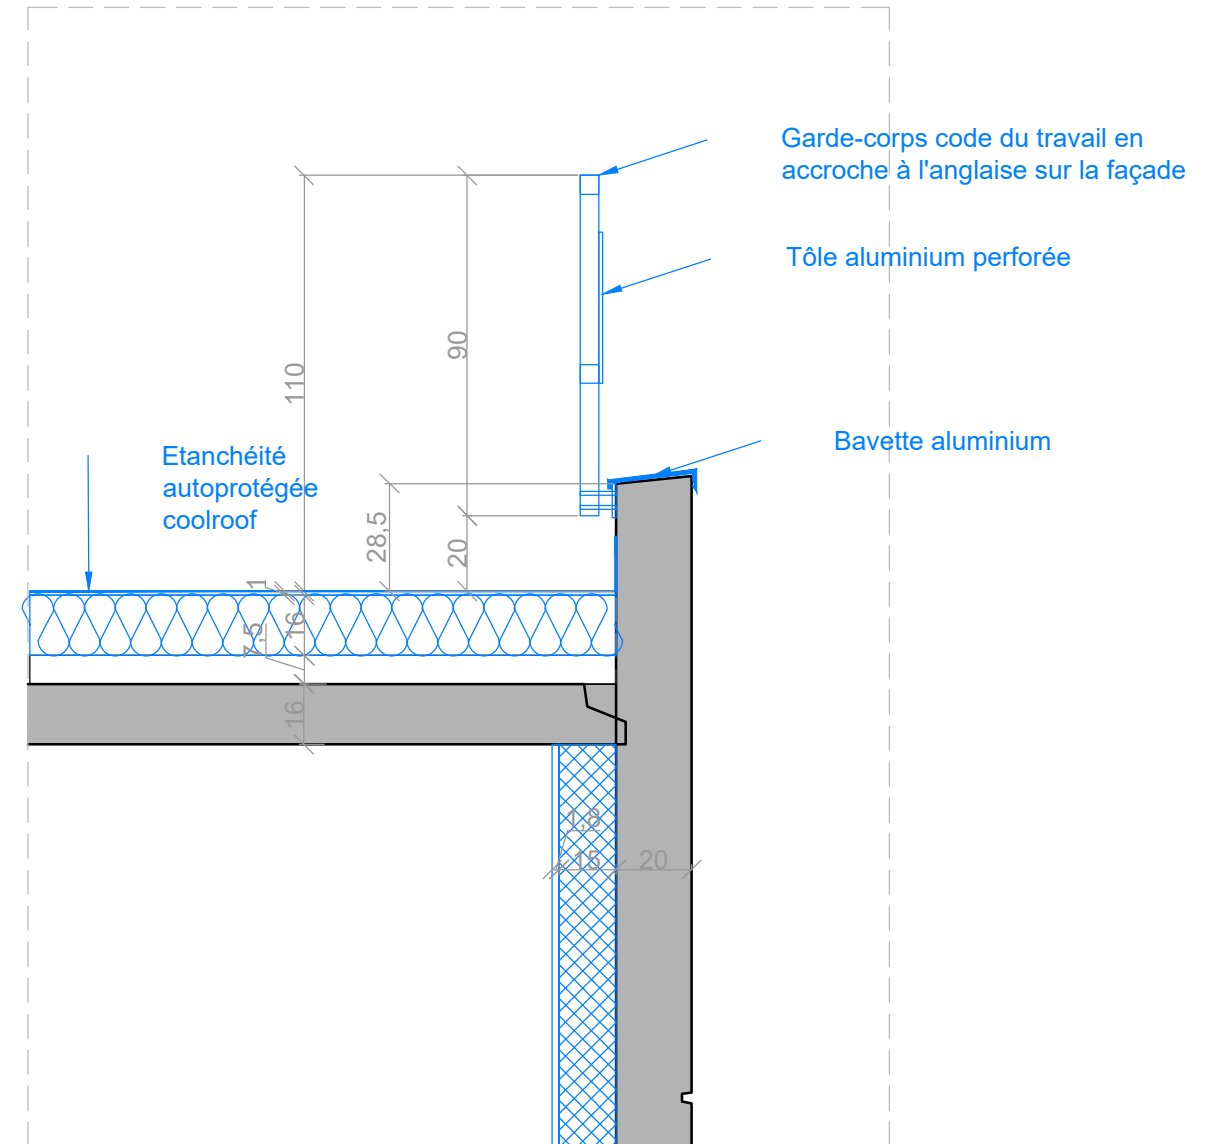 Garde-corps code du travail en
accroche à l'anglaise sur la façade
Tôle aluminium perforée
90
110
Bavette aluminium
Etanchéité
autoprotégée
coolroof
28,5
20
1
16
7,5
16
1,8
15
20